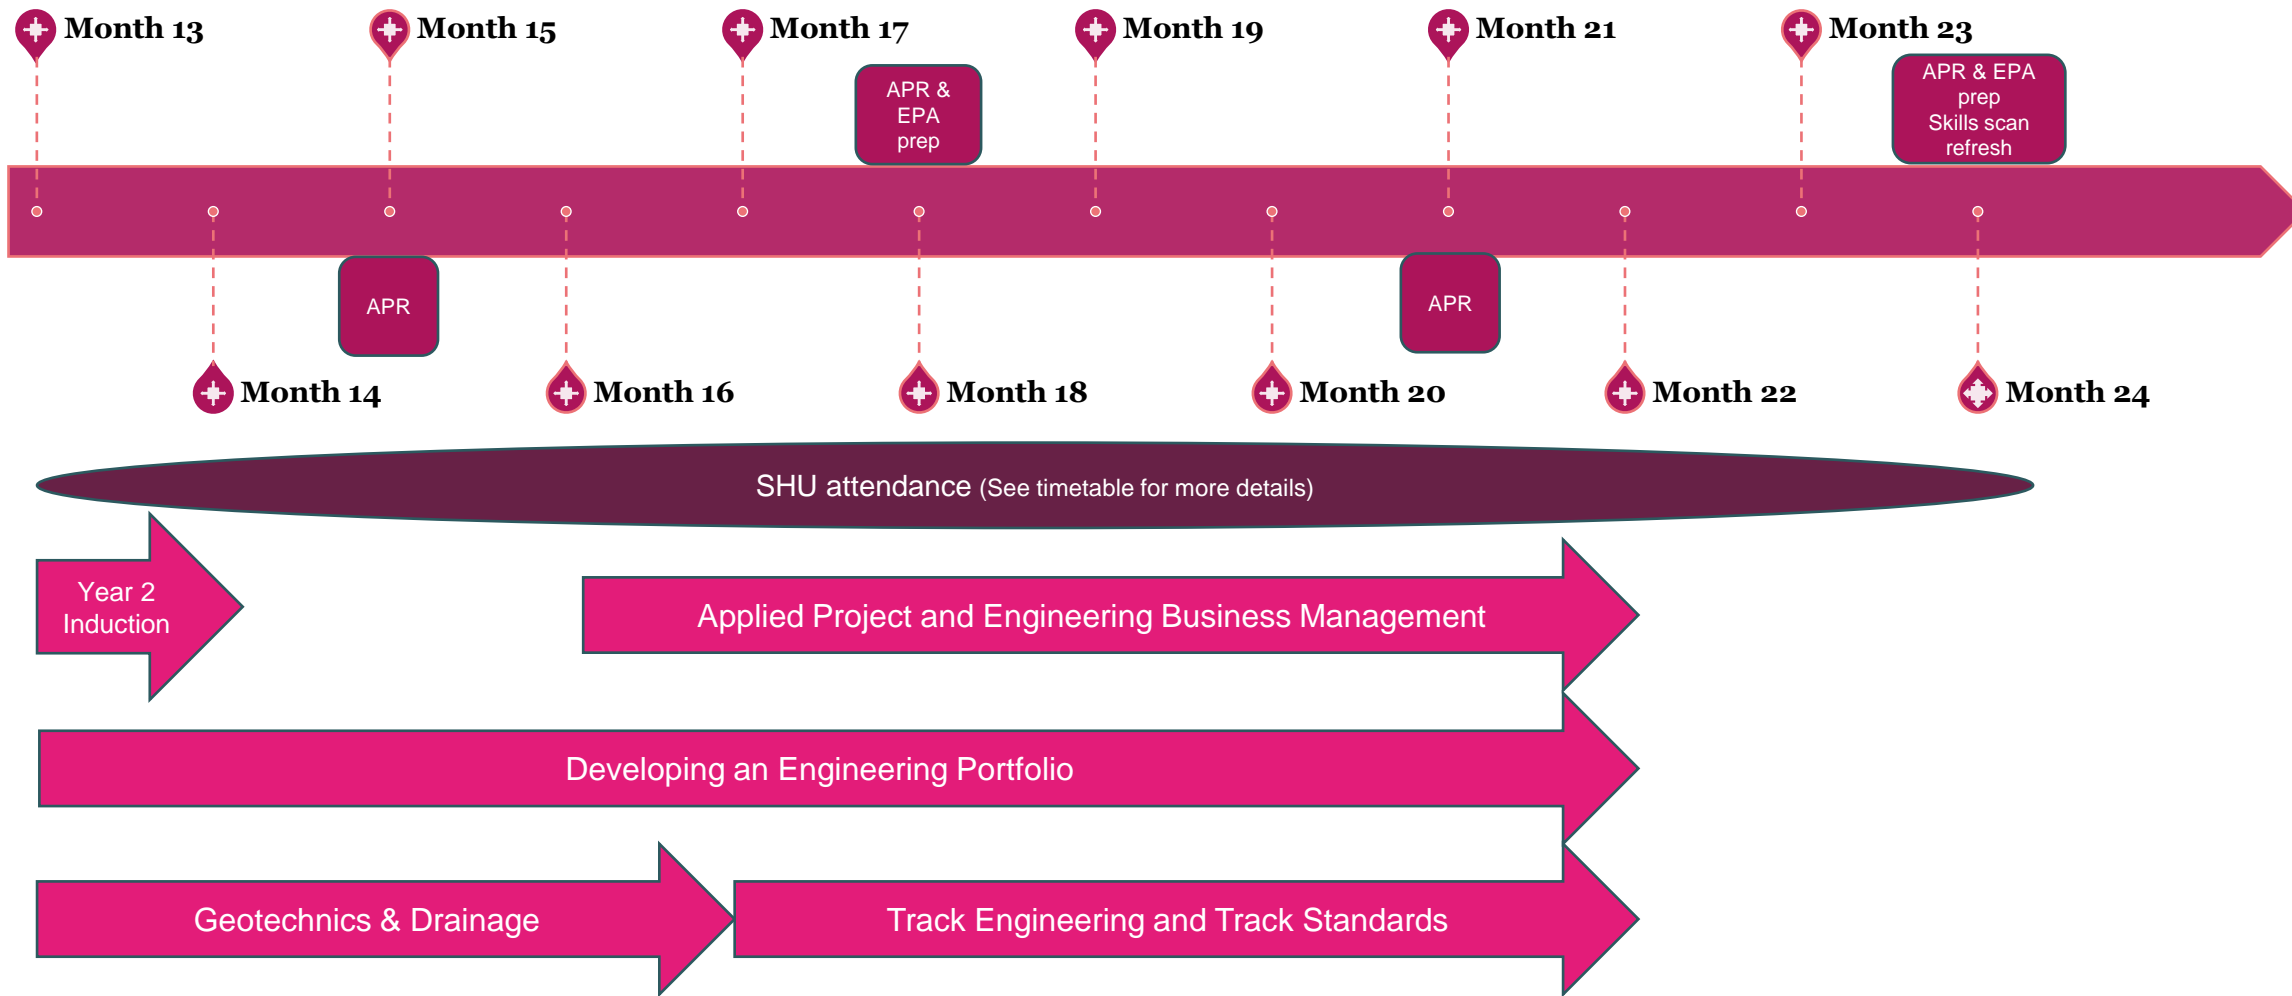 Month 13
Month 15
Month 17
Month 19
Month 21
Month 23
APR &
EPA
prep
APR & EPA
prep
Skills scan
refresh
APR
APR
Month 14
Month 16
Month 18
Month 20
Month 22
Month 24
SHU attendance (See timetable for more details)
Year 2
Induction
Applied Project and Engineering Business Management
Developing an Engineering Portfolio
Geotechnics & Drainage
Track Engineering and Track Standards